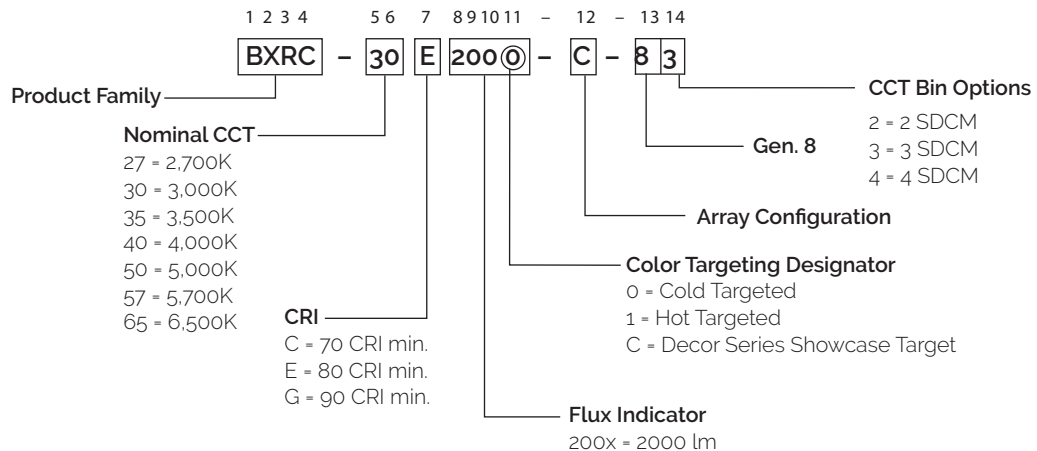 1 2 3 4 5 6 7 8 9 10 11 – 12 – 13 14
BXRC – 30 E 200 0 – C – 8 3
Product Family
Nominal CCT
27 = 2,700K
30 = 3,000K
35 = 3,500K
40 = 4,000K
50 = 5,000K
57 = 5,700K
65 = 6,500K
CRI
C = 70 CRI min.
E = 80 CRI min.
G = 90 CRI min.
Flux Indicator
200x = 2000 lm
Color Targeting Designator
0 = Cold Targeted
1 = Hot Targeted
C = Decor Series Showcase Target
Array Configuration
Gen. 8
CCT Bin Options
2 = 2 SDCM
3 = 3 SDCM
4 = 4 SDCM